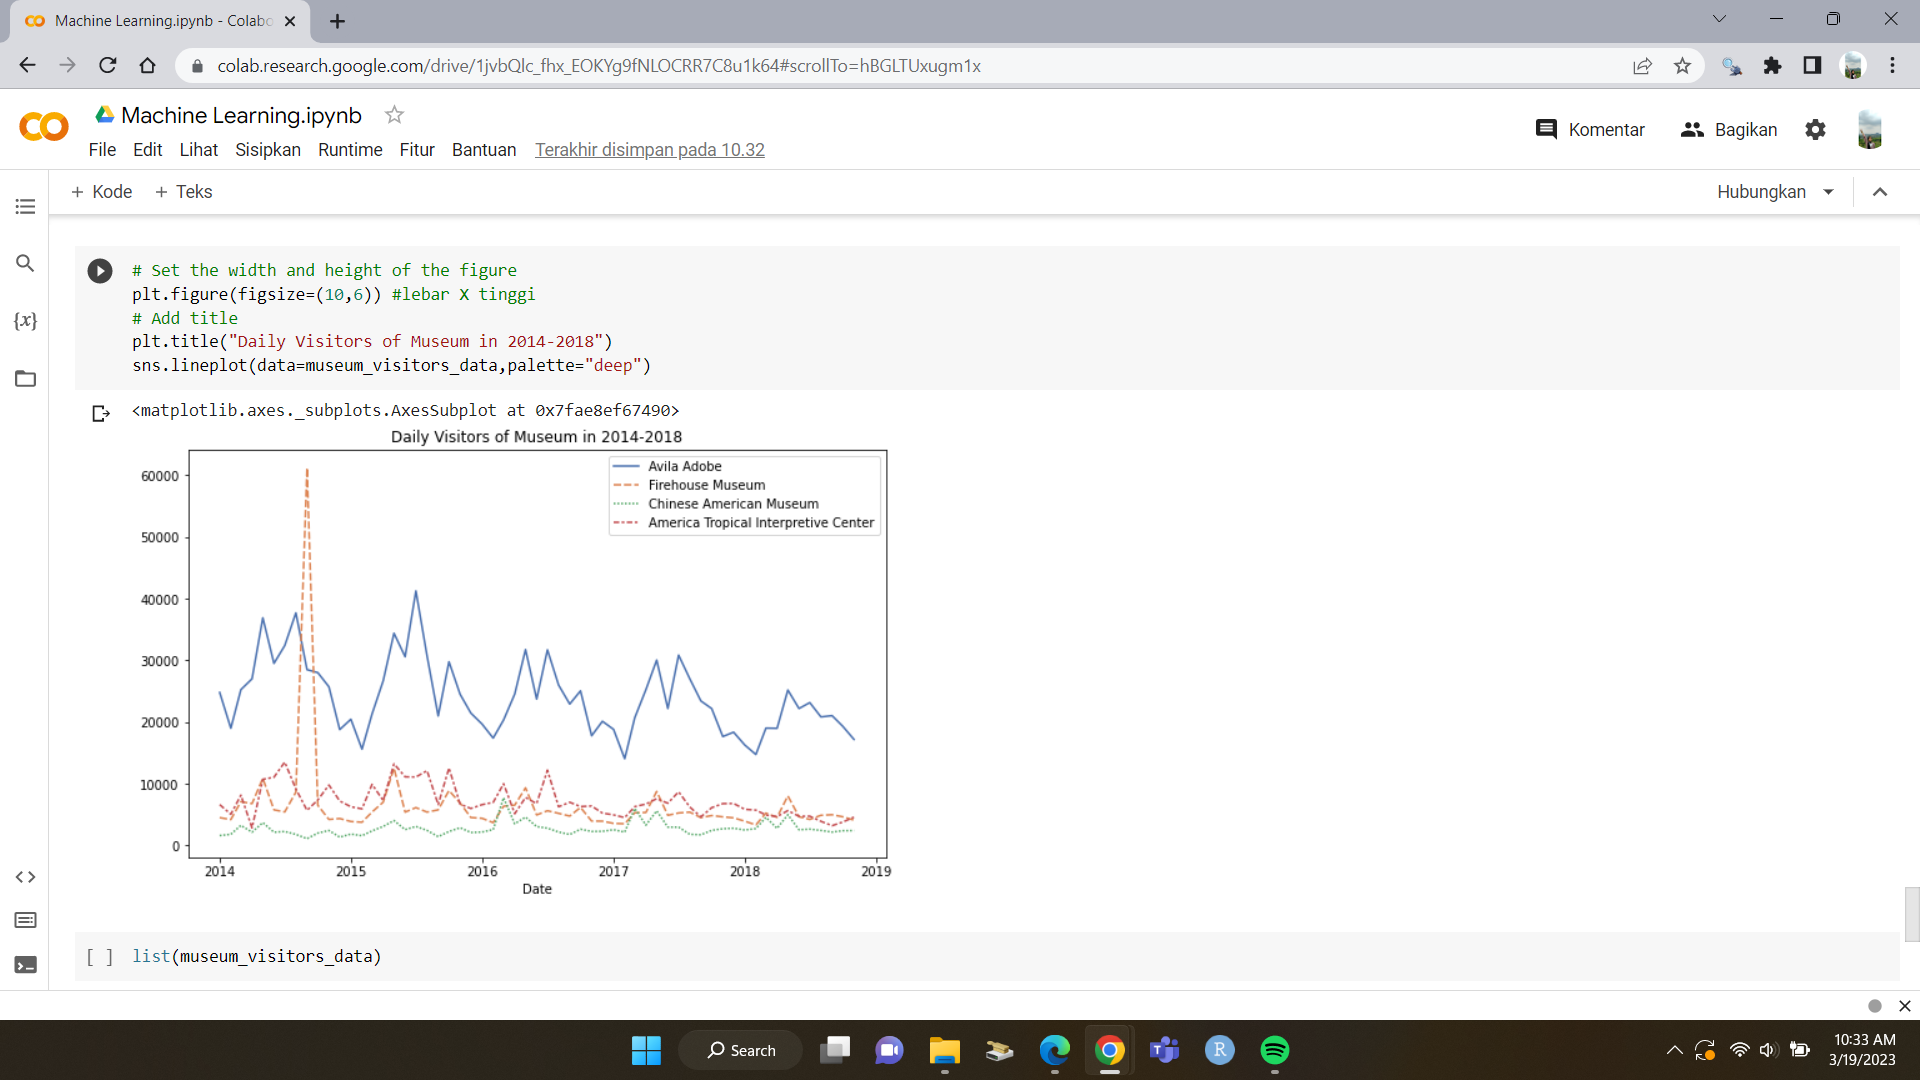 Machine Learning.ipynb - Colabo
colab.research.google.com/drive/1jvbQlc_fhx_EOKYg9fNLOCRR7C8u1k64#scrollTo=hBGLTUxugm1x
Machine Learning.ipynb
Komentar
Bagikan
File Edit Lihat Sisipkan Runtime Fitur Bantuan Terakhir disimpan pada 10.32
+ Kode + Teks
Hubungkan
{x}
# Set the width and height of the figure
plt.figure(figsize=(10,6)) #lebar X tinggi
# Add title
plt.title("Daily Visitors of Museum in 2014-2018")
sns.lineplot(data=museum_visitors_data,palette="deep")
<matplotlib.axes._subplots.AxesSubplot at 0x7fae8ef67490>
Daily Visitors of Museum in 2014-2018
Avila Adobe
Firehouse Museum
Chinese American Museum
America Tropical Interpretive Center
60000
50000
40000
30000
20000
10000
0
2014 2015 2016 2017 2018 2019
Date
[ ] list(museum_visitors_data)
Search
R
10:33 AM
3/19/2023